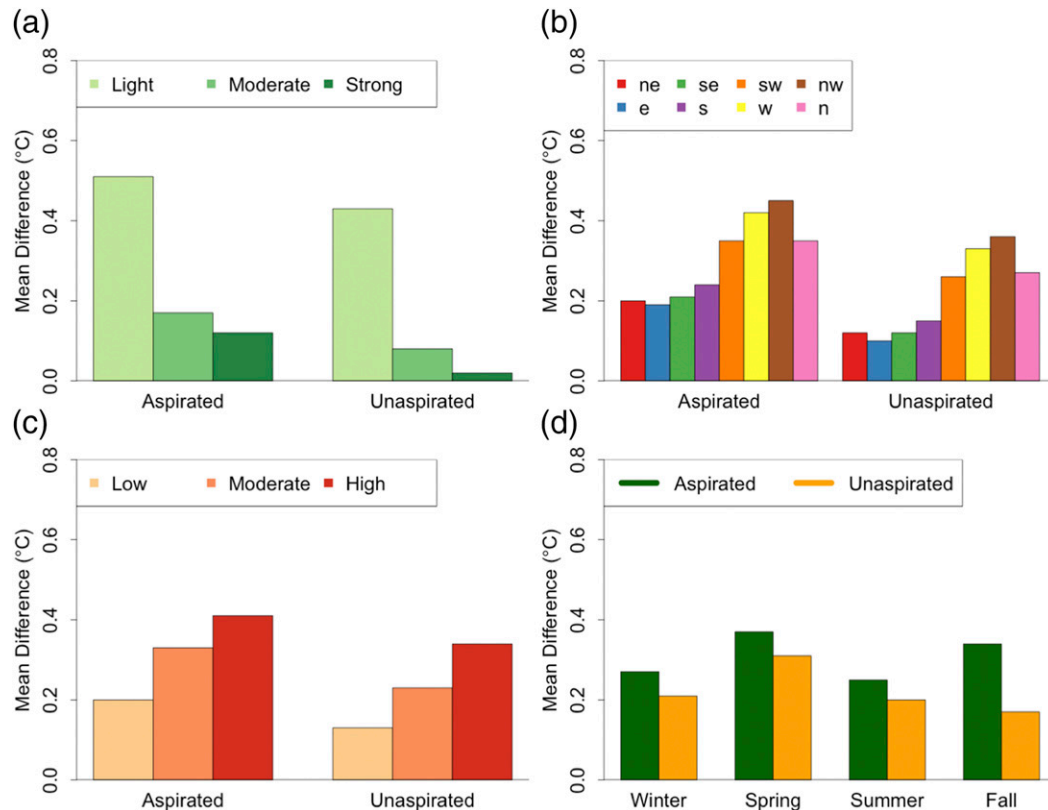 (a)
Mean Difference (°C)
0.0 0.2 0.4 0.6 0.8
Light Moderate Strong
Aspirated Unaspirated
(b)
Mean Difference (°C)
0.0 0.2 0.4 0.6 0.8
ne se sw nw
e s w n
Aspirated Unaspirated
(c)
Mean Difference (°C)
0.0 0.2 0.4 0.6 0.8
Low Moderate High
Aspirated Unaspirated
(d)
Mean Difference (°C)
0.0 0.2 0.4 0.6 0.8
Aspirated Unaspirated
Winter Spring Summer Fall